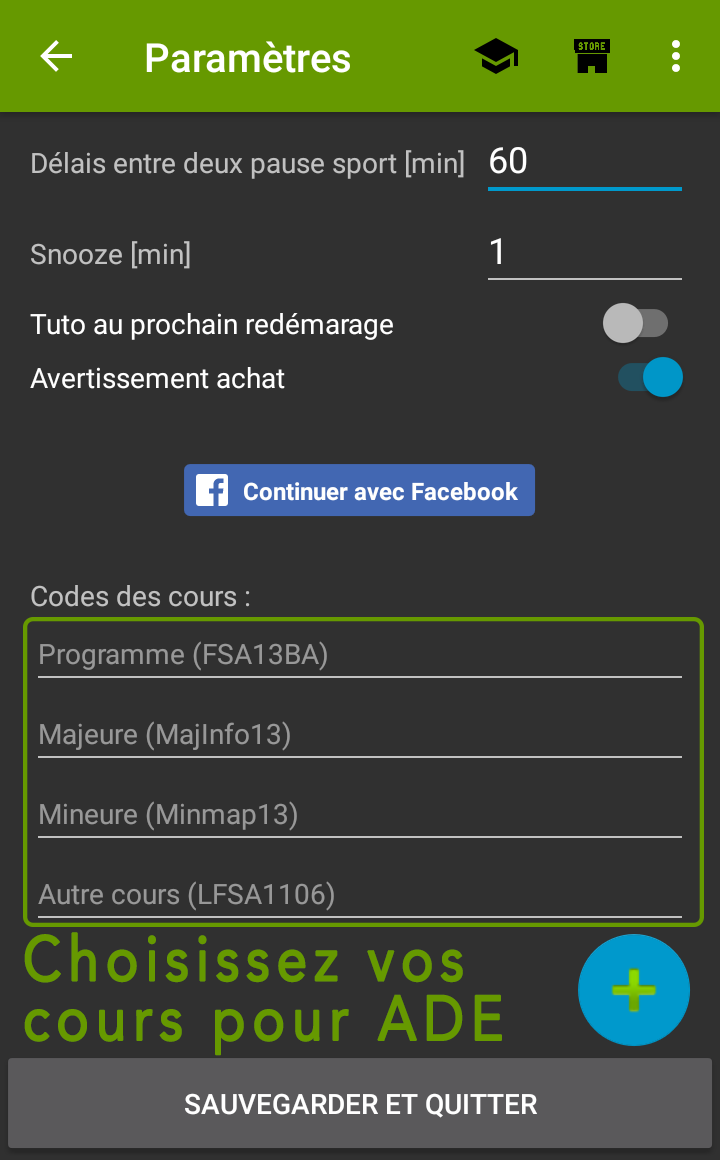 Paramètres
STORE
Délais entre deux pause sport [min] 60
Snooze [min] 1
Tuto au prochain redémarage
Avertissement achat
Continuer avec Facebook
Codes des cours :
Programme (FSA13BA)
Majeure (MajInfo13)
Mineure (Minmap13)
Autre cours (LFSA1106)
Choisissez vos
cours pour ADE
SAUVEGARDER ET QUITTER